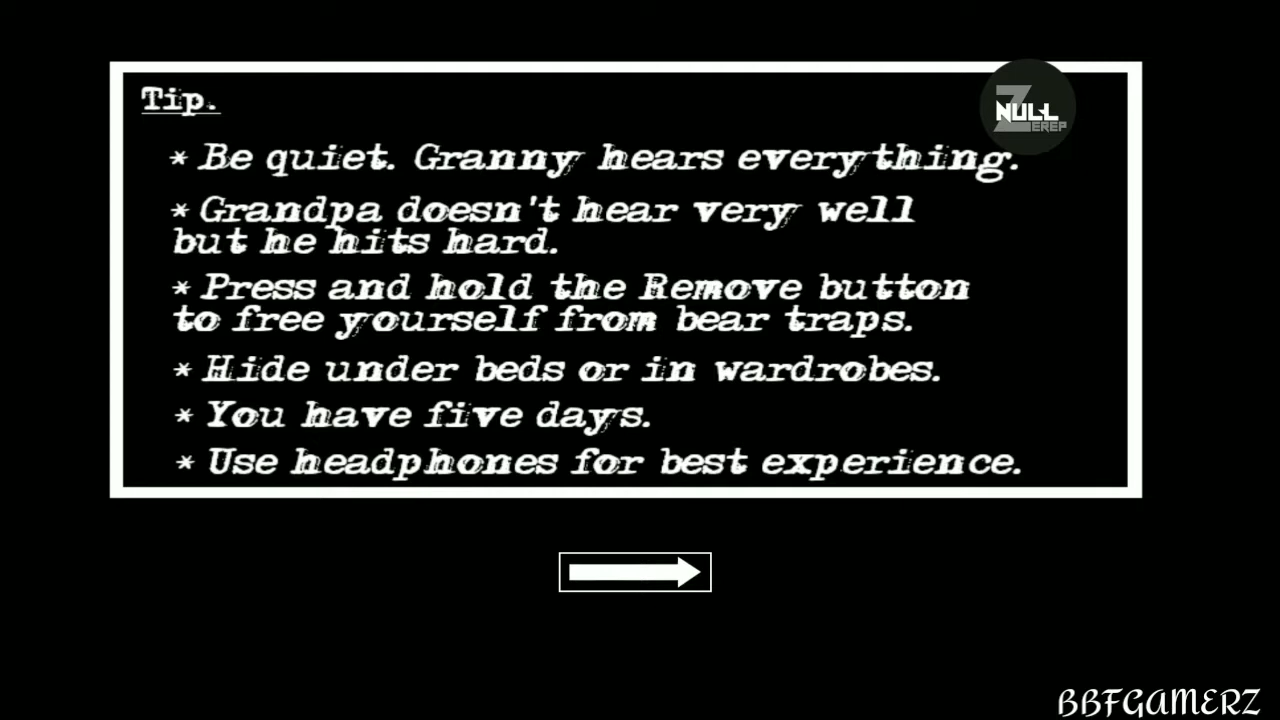 Tip.
NULL
ZEREP
* Be quiet. Granny hears everything.
* Grandpa doesn't hear very well
but he hits hard.
* Press and hold the Remove button
to free yourself from bear traps.
* Hide under beds or in wardrobes.
* You have five days.
* Use headphones for best experience.
BBFGAMERZ